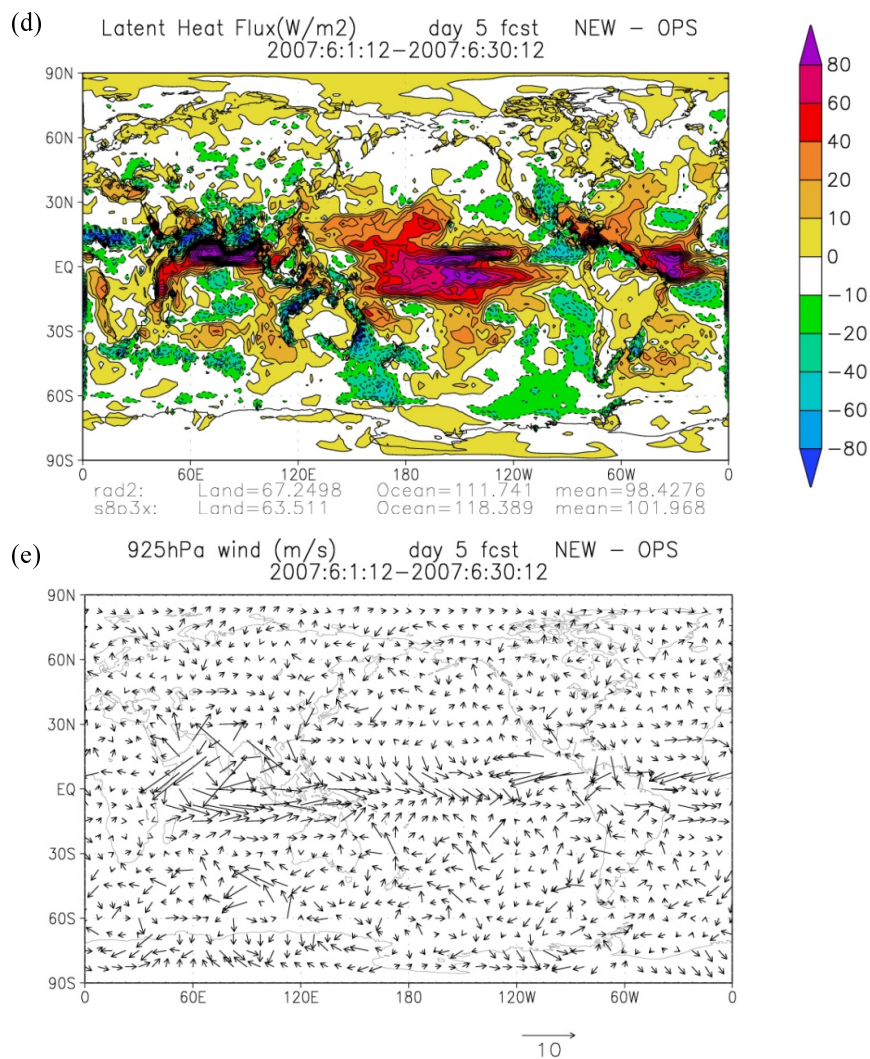 (d)
Latent Heat Flux(W/m2) day 5 fcst NEW – OPS
2007:6:1:12–2007:6:30:12
90N
60N
30N
EQ
30S
60S
90S
0 60E 120E 180 120W 60W 0
rad2: Land=67.2498 Ocean=111.741 mean=98.4276
s8p3x: Land=63.511 Ocean=118.389 mean=101.968
80
60
40
20
10
0
−10
−20
−40
−60
−80
(e)
925hPa wind (m/s) day 5 fcst NEW – OPS
2007:6:1:12–2007:6:30:12
90N
60N
30N
EQ
30S
60S
90S
0 60E 120E 180 120W 60W 0
10